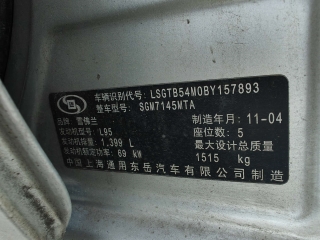 车辆识别代号: LSGTB54M0BY157893
整车型号: SGM7145MTA
品牌: 雪佛兰 制造年月: 11-04
发动机型号: L95 座位数: 5
发动机排量: 1.399 L 最大设计总质量
发动机额定功率: 69 kW 1515 kg
中国上海通用东岳汽车有限公司制造